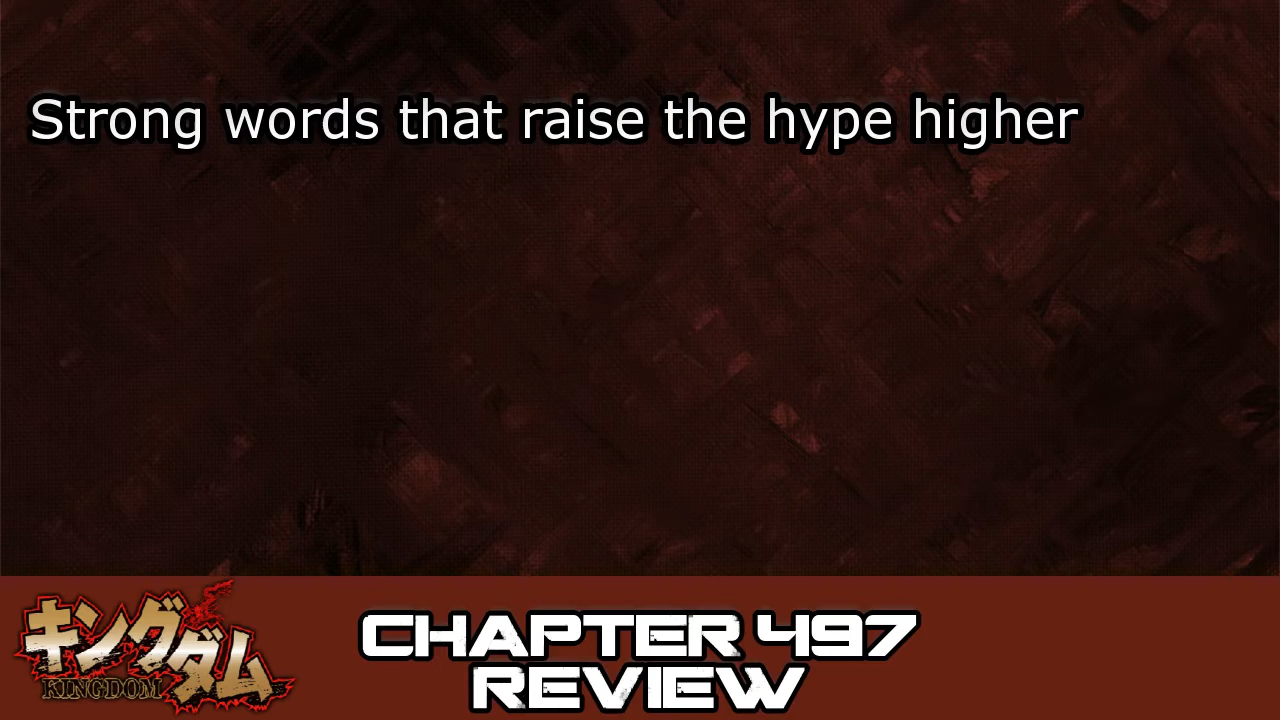 Strong words that raise the hype higher
キングダム
KINGDOM
CHAPTER 497
REVIEW